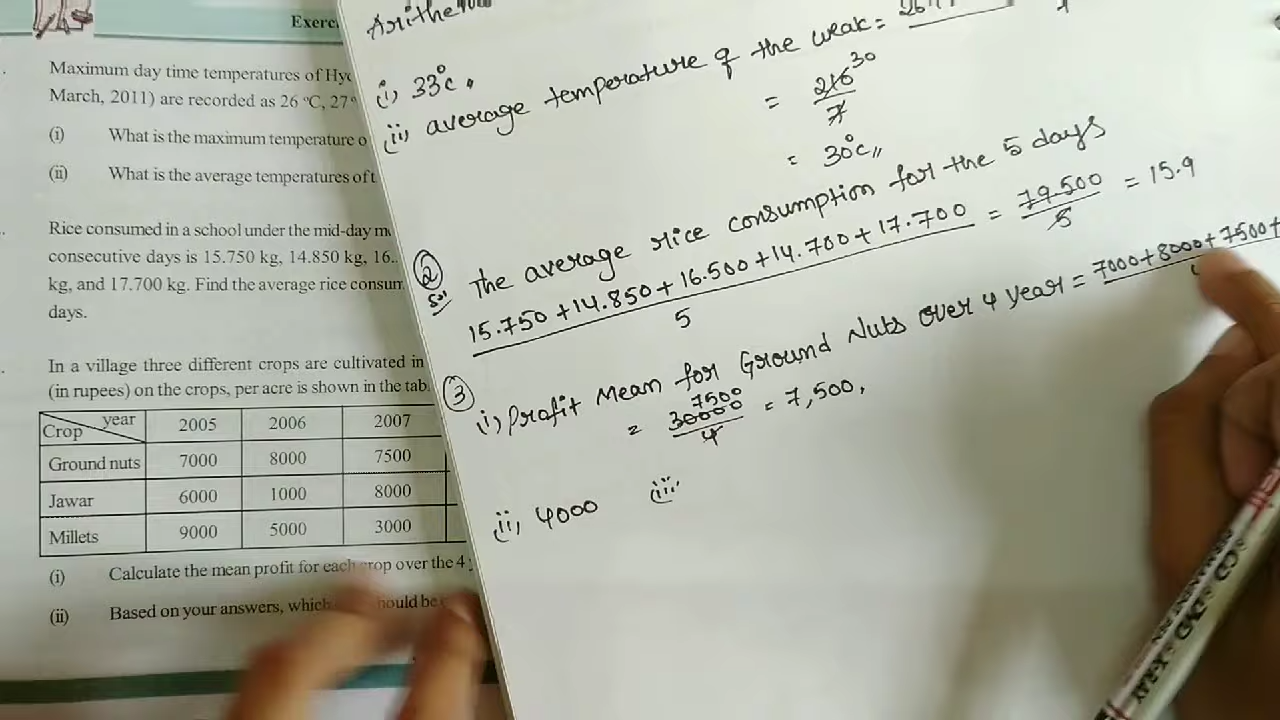 Exerc
Maximum day time temperatures of Hy
March, 2011) are recorded as 26 °C, 27°
(i) What is the maximum temperature o
(ii) What is the average temperatures of t
Rice consumed in a school under the mid-day m
consecutive days is 15.750 kg, 14.850 kg, 16.
kg, and 17.700 kg. Find the average rice consum
days.
In a village three different crops are cultivated in
(in rupees) on the crops, per acre is shown in the tab
year
Crop 2005 2006 2007
Ground nuts 7000 8000 7500
Jawar 6000 1000 8000
Millets 9000 5000 3000
(i) Calculate the mean profit for each crop over the 4
(ii) Based on your answers, which should be
(i) 33°c
(ii) average temperature of the weak =
= 216 30
7
= 30°c
② The average rice consumption for the 5 days
Sol
15.750 + 14.850 + 16.500 + 14.700 + 17.700 = 79.500 = 15.9
5 5
③
(i) Profit Mean for Ground Nuts over 4 year = 7000+8000+7500+
4
7500
= 30000 = 7,500,
4
(ii) 4000 (iii